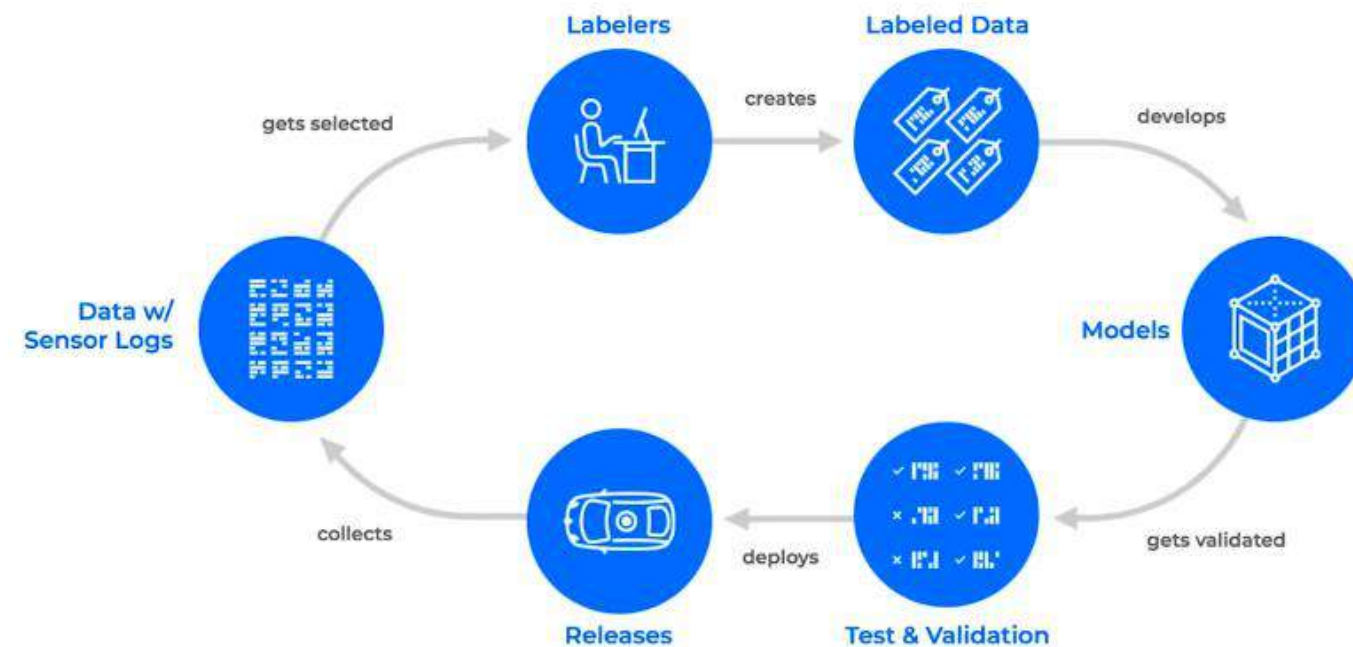 Labelers
Labeled Data
creates
gets selected
develops
Data w/
Sensor Logs
Models
collects
deploys
gets validated
Releases
Test & Validation